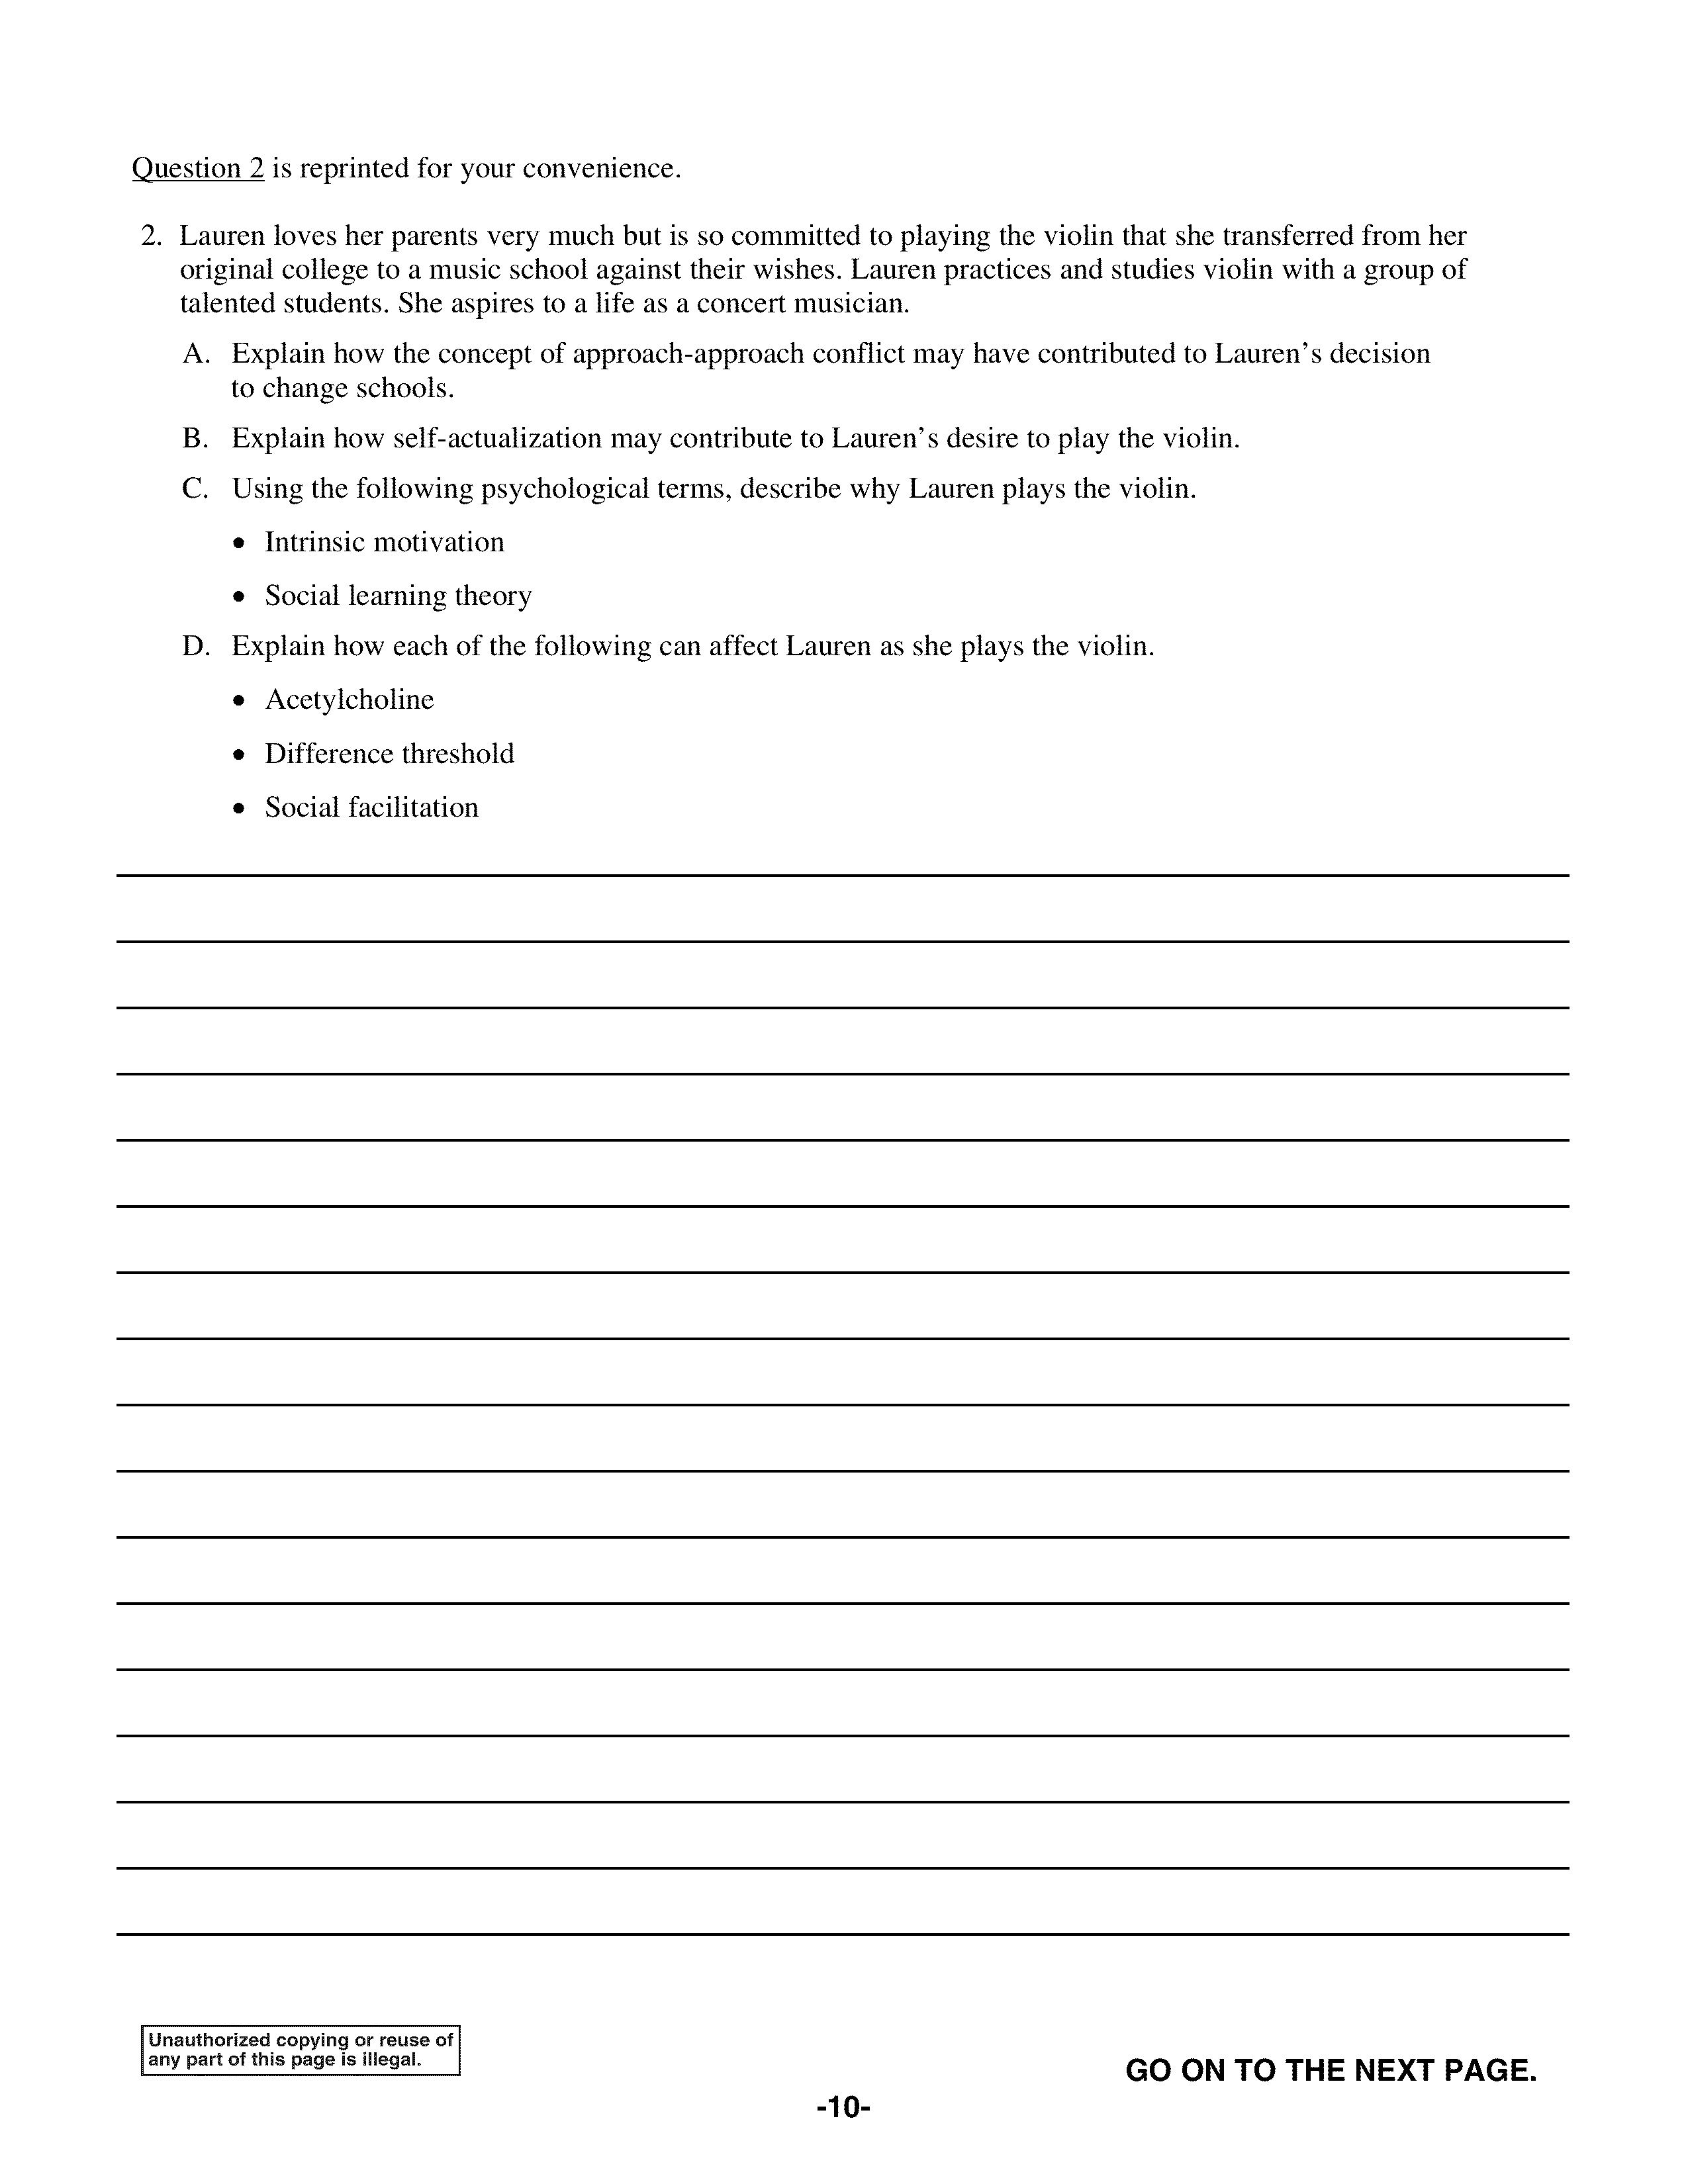 Question 2 is reprinted for your convenience.
2. Lauren loves her parents very much but is so committed to playing the violin that she transferred from her
original college to a music school against their wishes. Lauren practices and studies violin with a group of
talented students. She aspires to a life as a concert musician.
A. Explain how the concept of approach-approach conflict may have contributed to Lauren’s decision
to change schools.
B. Explain how self-actualization may contribute to Lauren’s desire to play the violin.
C. Using the following psychological terms, describe why Lauren plays the violin.
• Intrinsic motivation
• Social learning theory
D. Explain how each of the following can affect Lauren as she plays the violin.
• Acetylcholine
• Difference threshold
• Social facilitation
Unauthorized copying or reuse of
any part of this page is illegal.
GO ON TO THE NEXT PAGE.
-10-